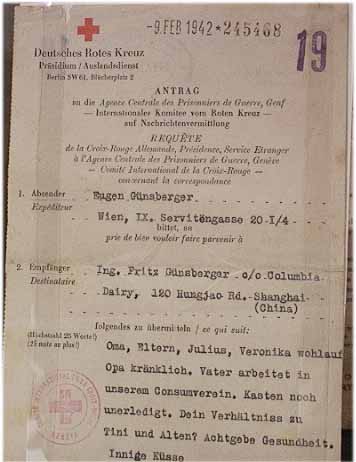 -9 FEB 1942 * 245468
19
Deutsches Rotes Kreuz
Präsidium / Auslandsdienst
Berlin SW 61, Blücherplatz 2
ANTRAG
an die Agence Centrale des Prisonniers de Guerre, Genf
— Internationales Komitee vom Roten Kreuz —
auf Nachrichtenvermittlung
REQUÊTE
de la Croix-Rouge Allemande, Présidence, Service Etranger
à l'Agence Centrale des Prisonniers de Guerre, Genève
— Comité International de la Croix-Rouge —
concernant la correspondance
1. Absender Eugen Günsberger
Expéditeur
Wien, IX. Servitengasse 20-I/4
bittet, an
prie de bien vouloir faire parvenir à
2. Empfänger Ing. Fritz Günsberger c/o Columbia
Destinataire
Dairy, 120 Hungjao Rd. Shanghai
(China)
folgendes zu übermitteln / ce qui suit:
(Höchstzahl 25 Worte!)
(25 mots au plus!)
Oma, Eltern, Julius, Veronika wohlauf
Opa kränklich. Vater arbeitet in
unserem Consumverein. Kasten noch
unerledigt. Dein Verhältniss zu
Tini und Alten? Achtgebe Gesundheit.
Innige Küsse
GENÈVE